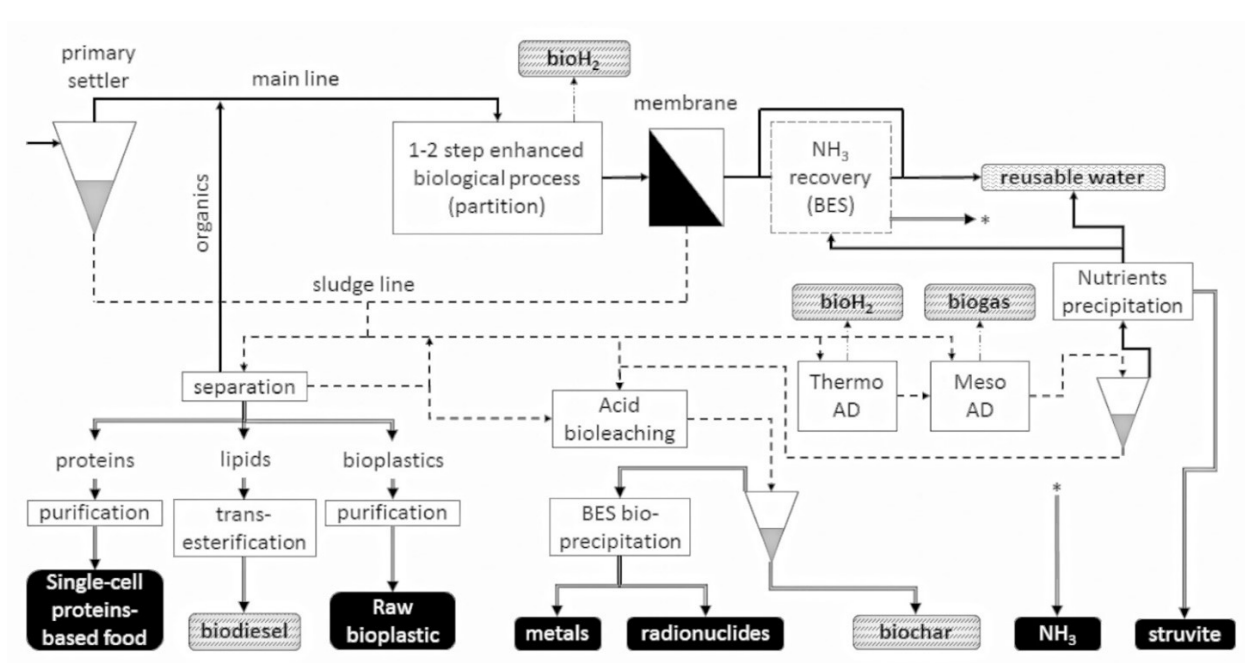 primary
settler
main line
bioH₂
membrane
1-2 step enhanced
biological process
(partition)
NH₃
recovery
(BES)
reusable water
*
organics
sludge line
Nutrients
precipitation
bioH₂
biogas
separation
Thermo
AD
Meso
AD
Acid
bioleaching
proteins
lipids
bioplastics
purification
trans-
esterification
purification
BES bio-
precipitation
*
Single-cell
proteins-
based food
biodiesel
Raw
bioplastic
metals
radionuclides
biochar
NH₃
struvite